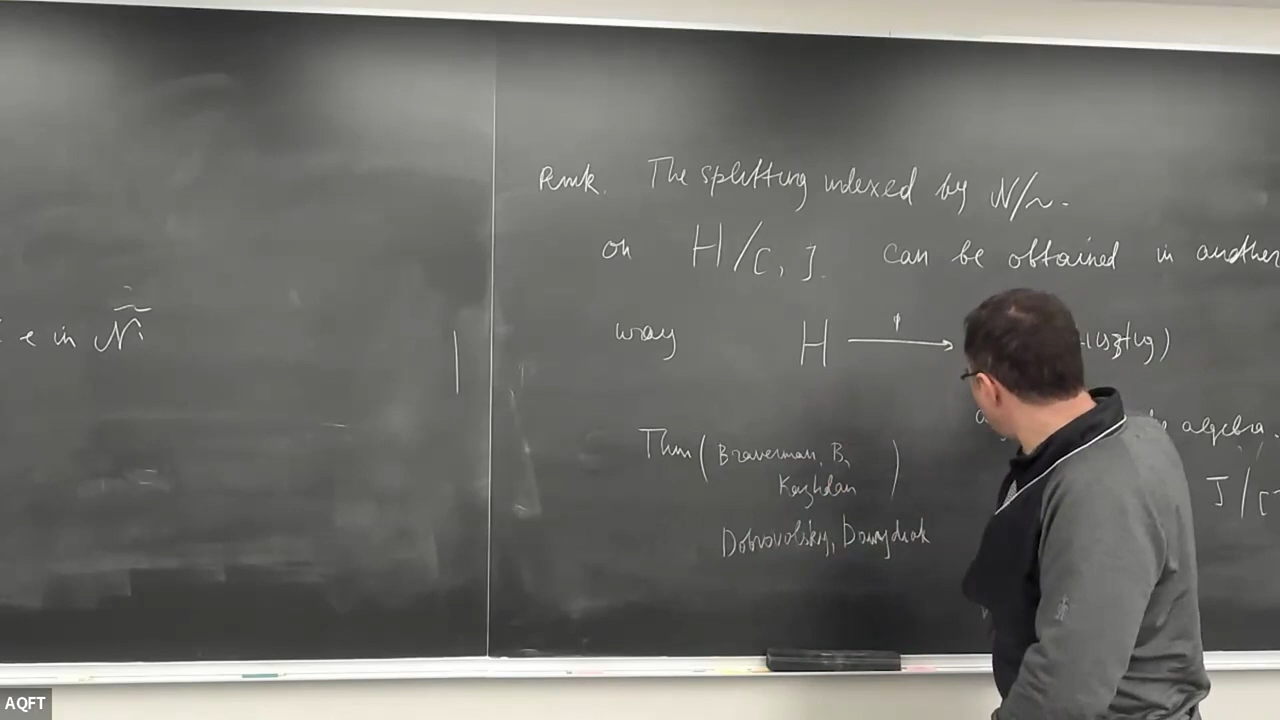 e in Ñ
Rmk. The splitting indexed by N/~.
on H/[,]. can be obtained in another
way H ⟶ φ
algebra.
Thm (Braverman, B, Kazhdan)
J/[
Dobrovolsky, Dawydiak
AQFT